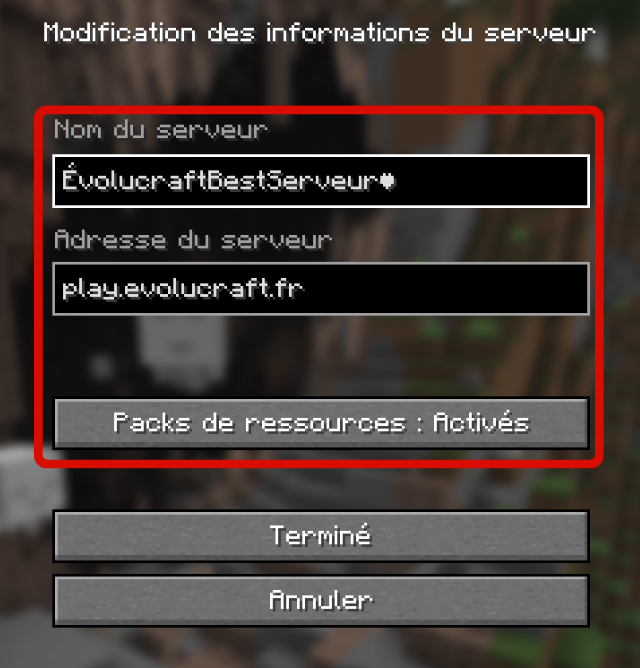 Modification des informations du serveur
Nom du serveur
ÉvolucraftBestServeur♥
Adresse du serveur
play.evolucraft.fr
Packs de ressources : Activés
Terminé
Annuler